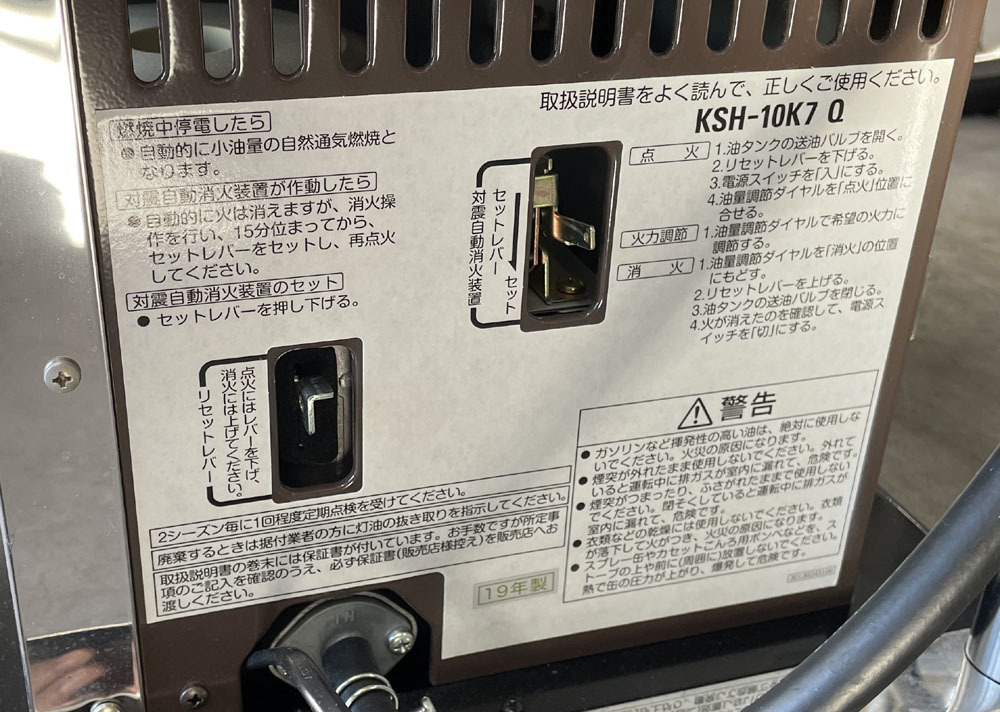 取扱説明書をよく読んで、正しくご使用ください。
KSH-10K7 Q
燃焼中停電したら
● 自動的に小油量の自然通気燃焼と
なります。
対震自動消火装置が作動したら
● 自動的に火は消えますが、消火操
作を行い、15分位まってから、
セットレバーをセットし、再点火
してください。
対震自動消火装置のセット
● セットレバーを押し下げる。
対震自動消火装置
セットレバー
セット
点火
1.油タンクの送油バルブを開く。
2.リセットレバーを下げる。
3.電源スイッチを「入」にする。
4.油量調節ダイヤルを「点火」位置に
合せる。
火力調節
1.油量調節ダイヤルで希望の火力に
調節する。
消火
1.油量調節ダイヤルを「消火」の位置
にもどす。
2.リセットレバーを上げる。
3.油タンクの送油バルブを閉じる。
4.火が消えたのを確認して、電源ス
イッチを「切」にする。
点火にはレバーを下げ、
消火には上げてください。
リセットレバー
2シーズン毎に1回程度定期点検を受けてください。
廃棄するときは据付業者の方に灯油の抜き取りを指示してください。
取扱説明書の巻末には保証書が付いています。お手数ですが所定事
項のご記入を確認のうえ、必ず保証書(販売店様控え)を販売店へお
渡しください。
19年製
警告
● ガソリンなど揮発性の高い油は、絶対に使用しな
いでください。火災の原因になります。
● 煙突が外れたまま使用しないでください。外れて
いると運転中に排ガスが室内に漏れて、危険です。
● 煙突がつまったり、ふさがれたままで使用しない
でください。閉そくしていると運転中に排ガスが
室内に漏れて、危険です。
● 衣類などの乾燥には使用しないでください。衣類
が落下して火がつき、火災の原因になります。
● スプレー缶やカセットこんろ用ボンベなどを、ス
トーブの上や前に(周囲に)放置しないでください。
熱で缶の圧力が上がり、爆発して危険です。